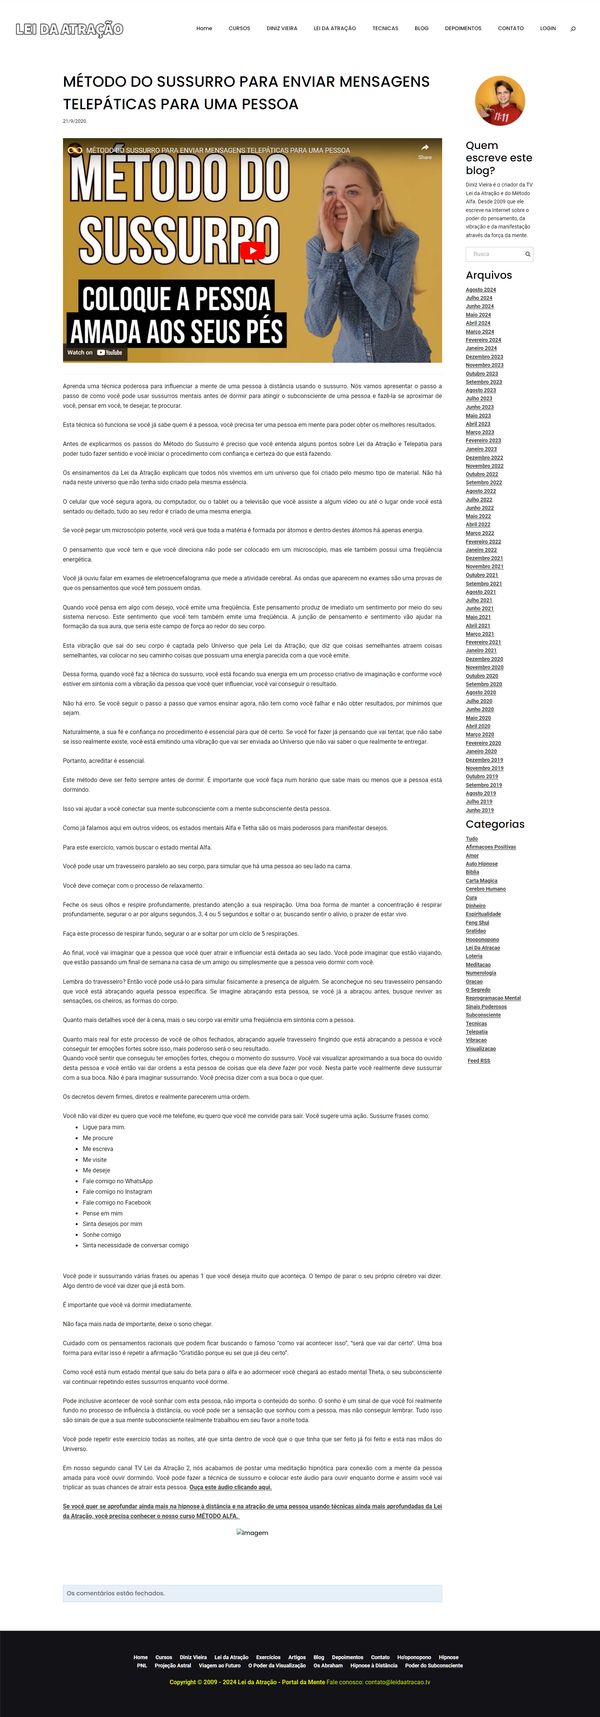 LEI DA ATRAÇÃO
Home CURSOS DINIZ VIEIRA LEI DA ATRAÇÃO TECNICAS BLOG DEPOIMENTOS CONTATO LOGIN
MÉTODO DO SUSSURRO PARA ENVIAR MENSAGENS
TELEPÁTICAS PARA UMA PESSOA
21/9/2020
MÉTODO DO SUSSURRO PARA ENVIAR MENSAGENS TELEPÁTICAS PARA UMA PESSOA
Share
MÉTODO DO
SUSSURRO
COLOQUE A PESSOA
AMADA AOS SEUS PÉS
Watch on YouTube
Aprenda uma técnica poderosa para influenciar a mente de uma pessoa à distância usando o sussurro. Nós vamos apresentar o passo a
passo de como você pode usar sussurros mentais antes de dormir para atingir o subconsciente de uma pessoa e fazê-la se aproximar de
você, pensar em você, te desejar, te procurar.
Esta técnica só funciona se você já sabe quem é a pessoa, você precisa ter uma pessoa em mente para poder obter os melhores resultados.
Antes de explicarmos os passos do Método do Sussurro é preciso que você entenda alguns pontos sobre Lei da Atração e Telepatia para
poder tudo fazer sentido e você iniciar o procedimento com confiança e certeza do que está fazendo.
Os ensinamentos da Lei da Atração explicam que todos nós vivemos em um universo que foi criado pelo mesmo tipo de material. Não há
nada neste universo que não tenha sido criado pela mesma essência.
O celular que você segura agora, ou computador, ou o tablet ou a televisão que você assiste a algum vídeo ou até o lugar onde você está
sentado ou deitado, tudo ao seu redor é criado de uma mesma energia.
Se você pegar um microscópio potente, você verá que toda a matéria é formada por átomos e dentro destes átomos há apenas energia.
O pensamento que você tem e que você direciona não pode ser colocado em um microscópio, mas ele também possui uma freqüência
energética.
Você já ouviu falar em exames de eletroencefalograma que mede a atividade cerebral. As ondas que aparecem no exames são uma provas de
que os pensamentos que você tem possuem ondas.
Quando você pensa em algo com desejo, você emite uma freqüência. Este pensamento produz de imediato um sentimento por meio do seu
sistema nervoso. Este sentimento que você tem também emite uma freqüência. A junção de pensamento e sentimento vão ajudar na
formação da sua aura, que seria este campo de força ao redor do seu corpo.
Esta vibração que sai do seu corpo é captada pelo Universo que pela Lei da Atração, que diz que coisas semelhantes atraem coisas
semelhantes, vai colocar no seu caminho coisas que possuam uma energia parecida com a que você emite.
Dessa forma, quando você faz a técnica do sussurro, você está focando sua energia em um processo criativo de imaginação e conforme você
estiver em sintonia com a vibração da pessoa que você quer influenciar, você vai conseguir o resultado.
Não há erro. Se você seguir o passo a passo que vamos ensinar agora, não tem como você falhar e não obter resultados, por mínimos que
sejam.
Naturalmente, a sua fé e confiança no procedimento é essencial para que dê certo. Se você for fazer já pensando que vai tentar, que não sabe
se isso realmente existe, você está emitindo uma vibração que vai ser enviada ao Universo que não vai saber o que realmente te entregar.
Portanto, acreditar é essencial.
Este método deve ser feito sempre antes de dormir. É importante que você faça num horário que sabe mais ou menos que a pessoa está
dormindo.
Isso vai ajudar a você conectar sua mente subconsciente com a mente subconsciente desta pessoa.
Como já falamos aqui em outros vídeos, os estados mentais Alfa e Tetha são os mais poderosos para manifestar desejos.
Para este exercício, vamos buscar o estado mental Alfa.
Você pode usar um travesseiro paralelo ao seu corpo, para simular que há uma pessoa ao seu lado na cama.
Você deve começar com o processo de relaxamento.
Feche os seus olhos e respire profundamente, prestando atenção a sua respiração. Uma boa forma de manter a concentração é respirar
profundamente, segurar o ar por alguns segundos, 3, 4 ou 5 segundos e soltar o ar, buscando sentir o alívio, o prazer de estar vivo.
Faça este processo de respirar fundo, segurar o ar e soltar por um ciclo de 5 respirações.
Ao final, você vai imaginar que a pessoa que você quer atrair e influenciar está deitada ao seu lado. Você pode imaginar que estão viajando,
que estão passando um final de semana na casa de um amigo ou simplesmente que a pessoa veio dormir com você.
Lembra do travesseiro? Então você pode usá-lo para simular fisicamente a presença de alguém. Se aconchegue no seu travesseiro pensando
que você está abraçando aquela pessoa específica. Se imagine abraçando esta pessoa, se você já a abraçou antes, busque reviver as
sensações, os cheiros, as formas do corpo.
Quanto mais detalhes você der à cena, mais o seu corpo vai emitir uma freqüência em sintonia com a pessoa.
Quanto mais real for este processo de você de olhos fechados, abraçando aquele travesseiro fingindo que está abraçando a pessoa e você
conseguir ter emoções fortes sobre isso, mais poderoso será o seu resultado.
Quando você sentir que conseguiu ter emoções fortes, chegou o momento do sussurro. Você vai visualizar aproximando a sua boca do ouvido
desta pessoa e você então vai dar ordens a esta pessoa de coisas que ela deve fazer por você. Nesta parte você realmente deve sussurrar
com a sua boca. Não é para imaginar sussurrando. Você precisa dizer com a sua boca o que quer.
Os decretos devem firmes, diretos e realmente parecerem uma ordem.
Você não vai dizer eu quero que você me telefone, eu quero que você me convide para sair. Você sugere uma ação. Sussurre frases como:
• Ligue para mim.
• Me procure
• Me escreva
• Me visite
• Me deseje
• Fale comigo no WhatsApp
• Fale comigo no Instagram
• Fale comigo no Facebook
• Pense em mim
• Sinta desejos por mim
• Sonhe comigo
• Sinta necessidade de conversar comigo
Você pode ir sussurrando várias frases ou apenas 1 que você deseja muito que aconteça. O tempo de parar o seu próprio cérebro vai dizer.
Algo dentro de você vai dizer que já está bom.
É importante que você vá dormir imediatamente.
Não faça mais nada de importante, deixe o sono chegar.
Cuidado com os pensamentos racionais que podem ficar buscando o famoso "como vai acontecer isso", "será que vai dar certo". Uma boa
forma para evitar isso é repetir a afirmação "Gratidão porque eu sei que já deu certo".
Como você está num estado mental que saiu do beta para o alfa e ao adormecer você chegará ao estado mental Theta, o seu subconsciente
vai continuar repetindo estes sussurros enquanto você dorme.
Pode inclusive acontecer de você sonhar com esta pessoa, não importa o conteúdo do sonho. O sonho é um sinal de que você foi realmente
fundo no processo de influência à distância, ou você pode ser a sensação que sonhou com a pessoa, mas não conseguir lembrar. Tudo isso
são sinais de que a sua mente subconsciente realmente trabalhou em seu favor a noite toda.
Você pode repetir este exercício todas as noites, até que sinta dentro de você que o que tinha que ser feito já foi feito e está nas mãos do
Universo.
Em nosso segundo canal TV Lei da Atração 2, nós acabamos de postar uma meditação hipnótica para conexão com a mente da pessoa
amada para você ouvir dormindo. Você pode fazer a técnica de sussurro e colocar este áudio para ouvir enquanto dorme e assim você vai
triplicar as suas chances de atrair esta pessoa. Ouça este áudio clicando aqui.
Se você quer se aprofundar ainda mais na hipnose à distância e na atração de uma pessoa usando técnicas ainda mais aprofundadas da Lei
da Atração, você precisa conhecer o nosso curso MÉTODO ALFA.
Imagem
Os comentários estão fechados.
11:11
Quem
escreve este
blog?
Diniz Vieira é o criador da TV
Lei da Atração e do Método
Alfa. Desde 2009 que ele
escreve na Internet sobre o
poder do pensamento, da
vibração e da manifestação
através da força da mente.
Busca
Arquivos
Agosto 2024
Julho 2024
Junho 2024
Maio 2024
Abril 2024
Março 2024
Fevereiro 2024
Janeiro 2024
Dezembro 2023
Novembro 2023
Outubro 2023
Setembro 2023
Agosto 2023
Julho 2023
Junho 2023
Maio 2023
Abril 2023
Março 2023
Fevereiro 2023
Janeiro 2023
Dezembro 2022
Novembro 2022
Outubro 2022
Setembro 2022
Agosto 2022
Julho 2022
Junho 2022
Maio 2022
Abril 2022
Março 2022
Fevereiro 2022
Janeiro 2022
Dezembro 2021
Novembro 2021
Outubro 2021
Setembro 2021
Agosto 2021
Julho 2021
Junho 2021
Maio 2021
Abril 2021
Março 2021
Fevereiro 2021
Janeiro 2021
Dezembro 2020
Novembro 2020
Outubro 2020
Setembro 2020
Agosto 2020
Julho 2020
Junho 2020
Maio 2020
Abril 2020
Março 2020
Fevereiro 2020
Janeiro 2020
Dezembro 2019
Novembro 2019
Outubro 2019
Setembro 2019
Agosto 2019
Julho 2019
Junho 2019
Categorias
Tudo
Afirmacoes Positivas
Amor
Auto Hipnose
Biblia
Carta Magica
Cerebro Humano
Cura
Dinheiro
Espiritualidade
Feng Shui
Gratidao
Hooponopono
Lei Da Atracao
Loteria
Meditacao
Numerologia
Oracao
O Segredo
Reprogramacao Mental
Sinais Poderosos
Subconsciente
Tecnicas
Telepatia
Vibracao
Visualizacao
Feed RSS
Home Cursos Diniz Vieira Lei da Atração Exercícios Artigos Blog Depoimentos Contato Ho'oponopono Hipnose
PNL Projeção Astral Viagem ao Futuro O Poder da Visualização Os Abraham Hipnose à Distância Poder do Subconsciente
Copyright © 2009 - 2024 Lei da Atração - Portal da Mente Fale conosco: contato@leidaatracao.tv